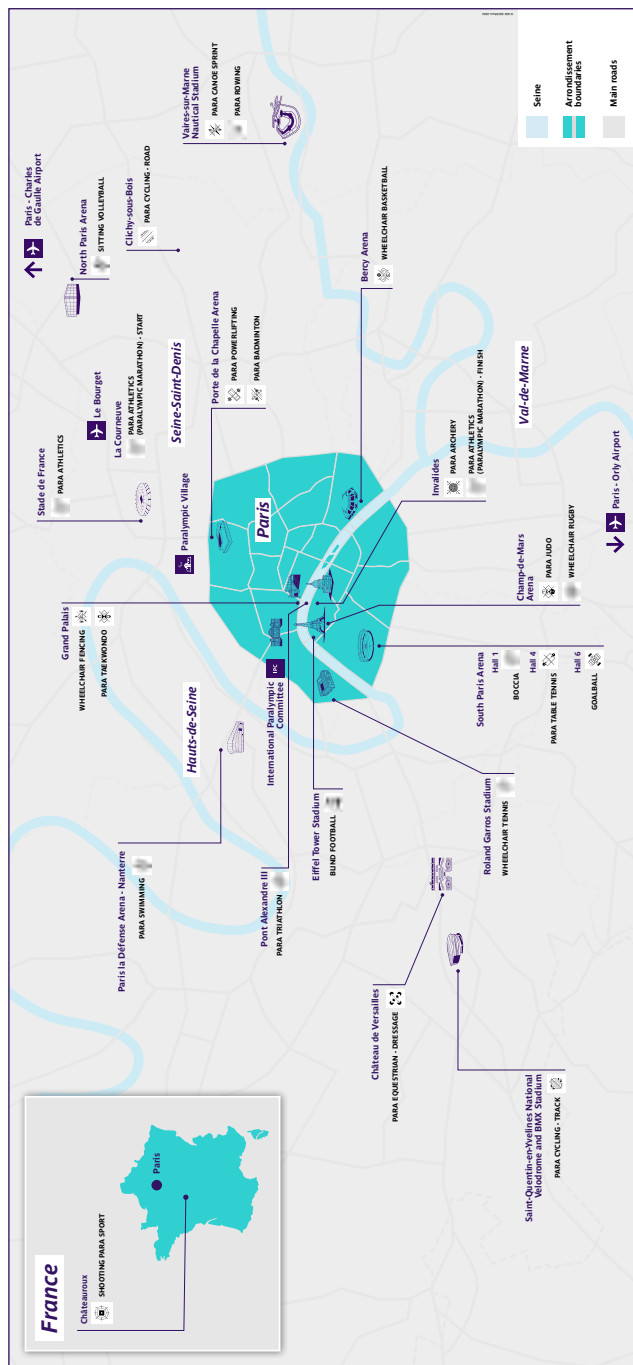 France
Châteauroux
SHOOTING PARA SPORT
Paris
Paris la Défense Arena - Nanterre
PARA SWIMMING
Hauts-de-Seine
Grand Palais
WHEELCHAIR FENCING
PARA TAEKWONDO
Stade de France
PARA ATHLETICS
Le Bourget
La Courneuve
PARA ATHLETICS
(PARALYMPIC MARATHON) - START
Seine-Saint-Denis
Paris - Charles
de Gaulle Airport
North Paris Arena
SITTING VOLLEYBALL
Clichy-sous-Bois
PARA CYCLING - ROAD
Vaires-sur-Marne
Nautical Stadium
PARA CANOE SPRINT
PARA ROWING
Paralympic Village
Porte de la Chapelle Arena
PARA POWERLIFTING
PARA BADMINTON
Paris
International Paralympic
Committee
IPC
Pont Alexandre III
PARA TRIATHLON
Eiffel Tower Stadium
BLIND FOOTBALL
Bercy Arena
WHEELCHAIR BASKETBALL
Château de Versailles
PARA EQUESTRIAN - DRESSAGE
Roland Garros Stadium
WHEELCHAIR TENNIS
South Paris Arena
Hall 1
BOCCIA
Hall 4
PARA TABLE TENNIS
Hall 6
GOALBALL
Invalides
PARA ARCHERY
PARA ATHLETICS
(PARALYMPIC MARATHON) - FINISH
Champ-de-Mars
Arena
PARA JUDO
WHEELCHAIR RUGBY
Val-de-Marne
Paris - Orly Airport
Saint-Quentin-en-Yvelines National
Velodrome and BMX Stadium
PARA CYCLING - TRACK
Seine
Arrondissement
boundaries
Main roads